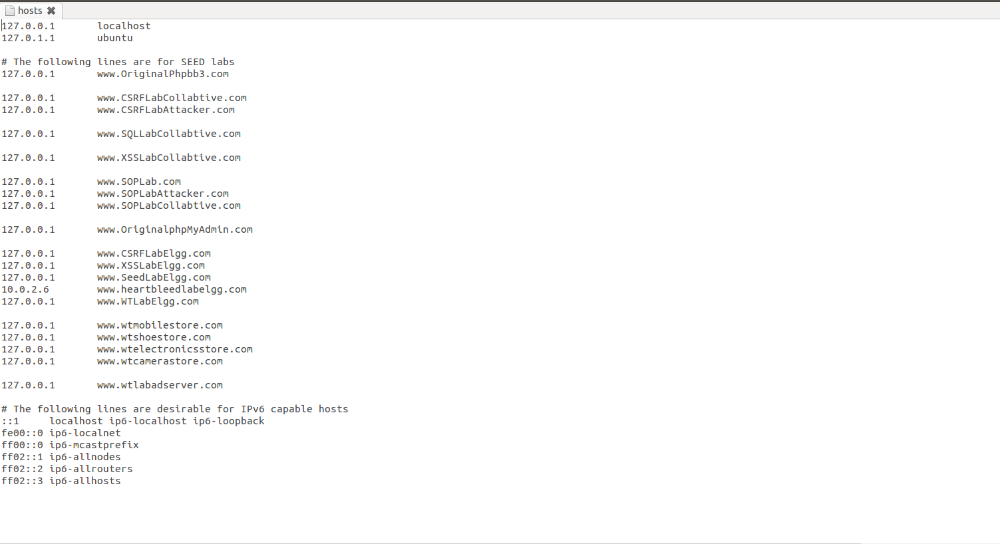 hosts
127.0.0.1       localhost
127.0.1.1       ubuntu
# The following lines are for SEED labs
127.0.0.1       www.OriginalPhpbb3.com
127.0.0.1       www.CSRFLabCollabtive.com
127.0.0.1       www.CSRFLabAttacker.com
127.0.0.1       www.SQLLabCollabtive.com
127.0.0.1       www.XSSLabCollabtive.com
127.0.0.1       www.SOPLab.com
127.0.0.1       www.SOPLabAttacker.com
127.0.0.1       www.SOPLabCollabtive.com
127.0.0.1       www.OriginalphpMyAdmin.com
127.0.0.1       www.CSRFLabElgg.com
127.0.0.1       www.XSSLabElgg.com
127.0.0.1       www.SeedLabElgg.com
10.0.2.6        www.heartbleedlabelgg.com
127.0.0.1       www.WTLabElgg.com
127.0.0.1       www.wtmobilestore.com
127.0.0.1       www.wtshoestore.com
127.0.0.1       www.wtelectronicsstore.com
127.0.0.1       www.wtcamerastore.com
127.0.0.1       www.wtlabadserver.com
# The following lines are desirable for IPv6 capable hosts
::1     localhost ip6-localhost ip6-loopback
fe00::0 ip6-localnet
ff00::0 ip6-mcastprefix
ff02::1 ip6-allnodes
ff02::2 ip6-allrouters
ff02::3 ip6-allhosts